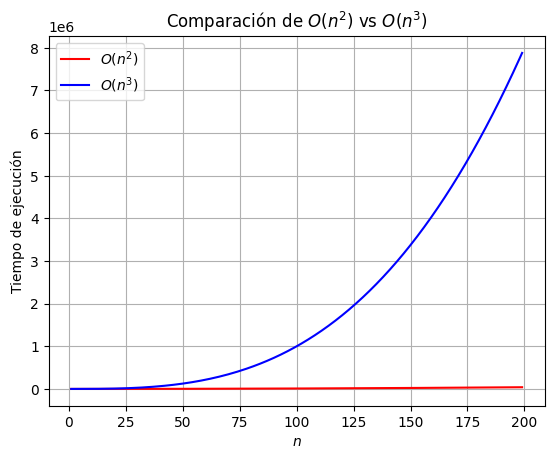 Comparación de O(n²) vs O(n³)
1e6
O(n²)
O(n³)
8
7
6
5
4
3
2
1
0
Tiempo de ejecución
0 25 50 75 100 125 150 175 200
n